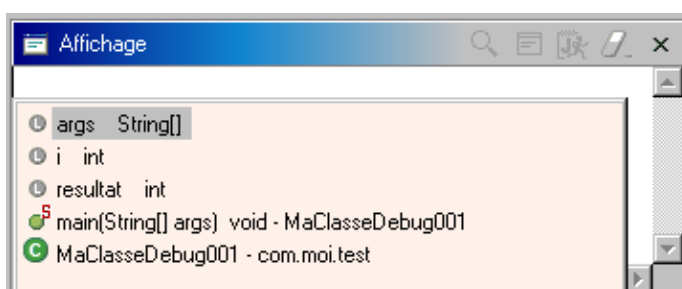 Affichage
args String[]
i int
resultat int
main(String[] args) void - MaClasseDebug001
MaClasseDebug001 - com.moi.test